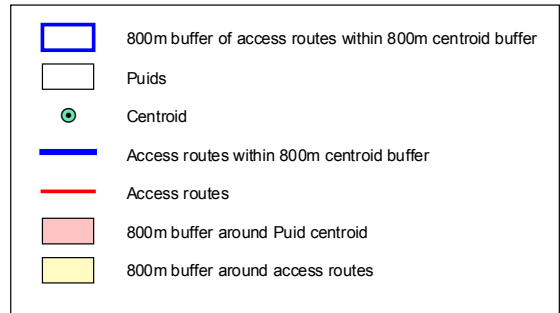 800m buffer of access routes within 800m centroid buffer
Puids
Centroid
Access routes within 800m centroid buffer
Access routes
800m buffer around Puid centroid
800m buffer around access routes